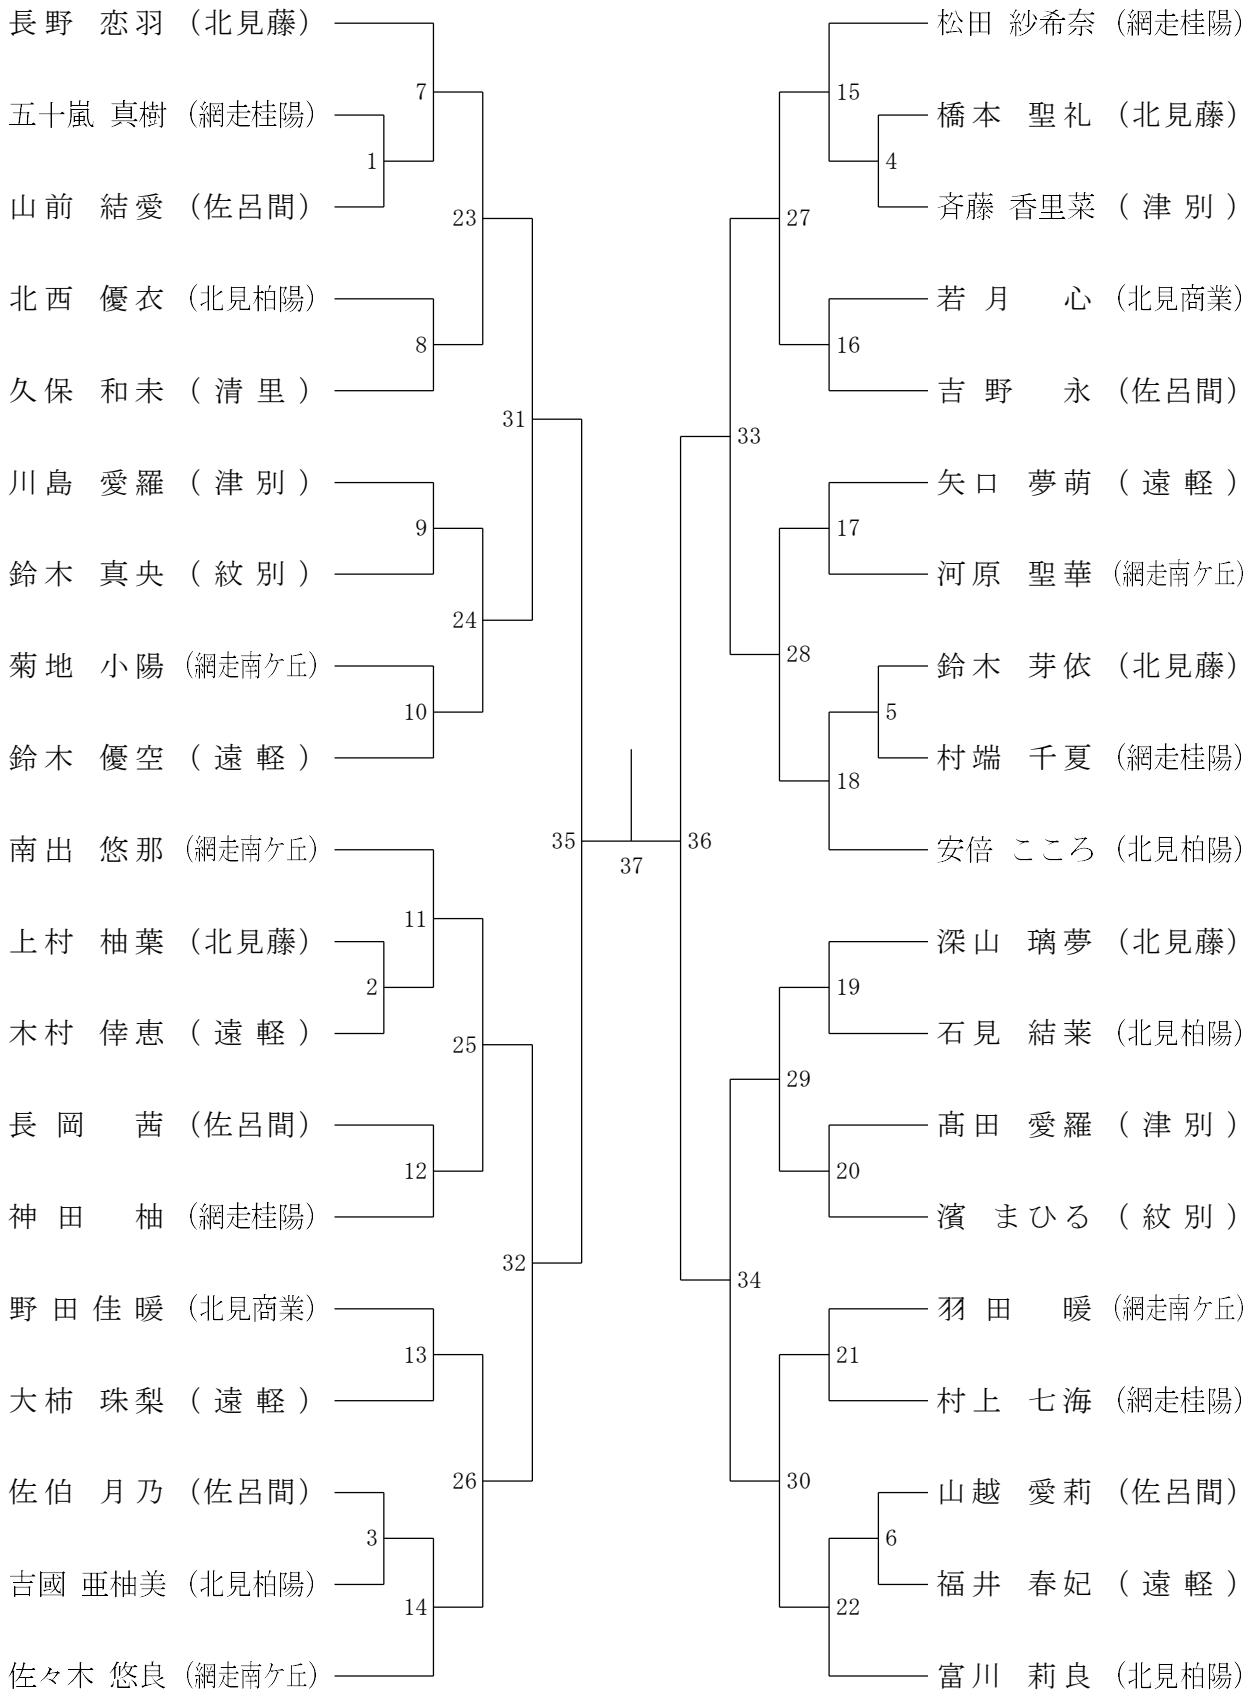 長野 恋羽 (北見藤)
7
五十嵐 真樹 (網走桂陽)
1
山前 結愛 (佐呂間)
23
北西 優衣 (北見柏陽)
8
久保 和未 (清里)
31
川島 愛羅 (津別)
9
鈴木 真央 (紋別)
24
菊地 小陽 (網走南ケ丘)
10
鈴木 優空 (遠軽)
35
南出 悠那 (網走南ケ丘)
11
上村 柚葉 (北見藤)
2
木村 倖恵 (遠軽)
25
長岡 茜 (佐呂間)
12
神田 柚 (網走桂陽)
32
野田佳暖 (北見商業)
13
大柿 珠梨 (遠軽)
26
佐伯 月乃 (佐呂間)
3
吉國 亜柚美 (北見柏陽)
14
佐々木 悠良 (網走南ケ丘)
37
松田 紗希奈 (網走桂陽)
15
橋本 聖礼 (北見藤)
4
斉藤 香里菜 (津別)
27
若月 心 (北見商業)
16
吉野 永 (佐呂間)
33
矢口 夢萌 (遠軽)
17
河原 聖華 (網走南ケ丘)
28
鈴木 芽依 (北見藤)
5
村端 千夏 (網走桂陽)
18
36
安倍 こころ (北見柏陽)
深山 璃夢 (北見藤)
19
石見 結菜 (北見柏陽)
29
髙田 愛羅 (津別)
20
濱 まひる (紋別)
34
羽田 暖 (網走南ケ丘)
21
村上 七海 (網走桂陽)
30
山越 愛莉 (佐呂間)
6
福井 春妃 (遠軽)
22
富川 莉良 (北見柏陽)